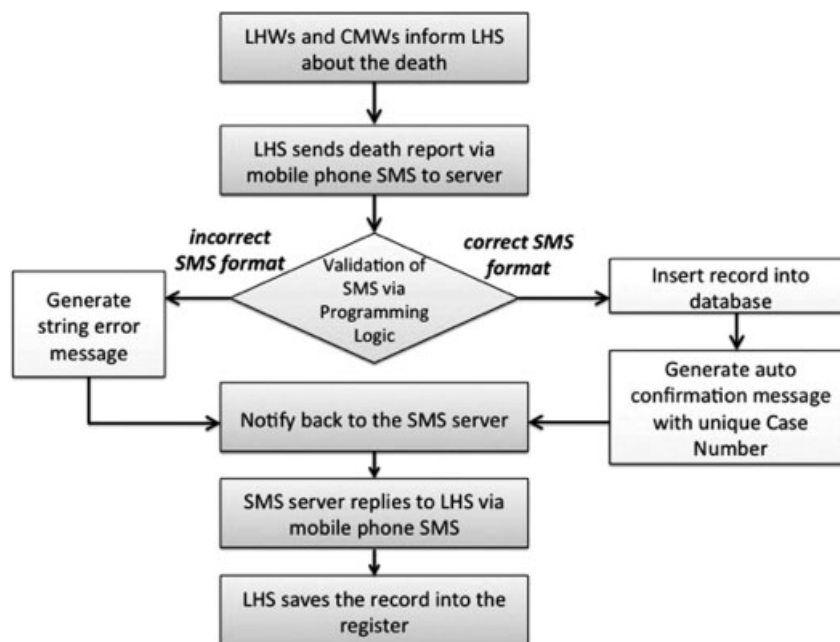 LHWs and CMWs inform LHS
about the death
LHS sends death report via
mobile phone SMS to server
incorrect
SMS format
correct SMS
format
Validation of
SMS via
Programming
Logic
Generate
string error
message
Insert record into
database
Generate auto
confirmation message
with unique Case
Number
Notify back to the SMS server
SMS server replies to LHS via
mobile phone SMS
LHS saves the record into the
register